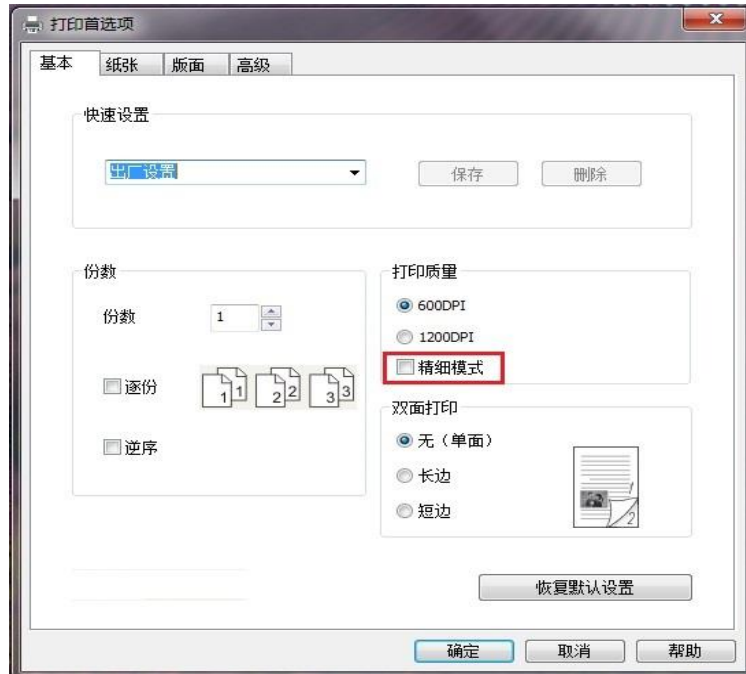 打印首选项
基本 纸张 版面 高级
快速设置
出厂设置 保存 删除
份数
份数 1
逐份 1 1 2 2 3 3
逆序
打印质量
600DPI
1200DPI
精细模式
双面打印
无（单面）
长边
短边
1
2
恢复默认设置
确定 取消 帮助